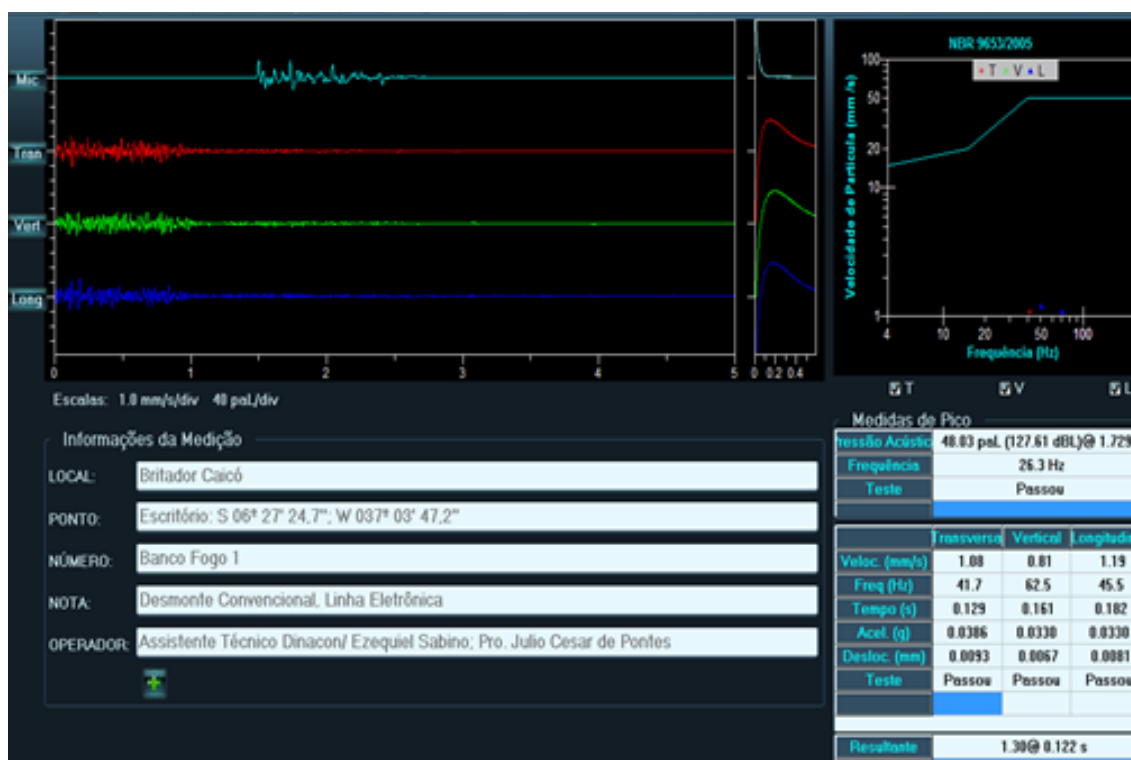 NBR 9653/2005
T V L
100
50
20
10
1
Velocidade de Partícula (mm /s)
4 10 20 50 100
Frequência (Hz)
Mic
Tran
Vert
Long
0 1 2 3 4 5 0 0.2 0.4
Escalas: 1.0 mm/s/div 40 paL/div
T V L
Informações da Medição
LOCAL: Britador Caicó
PONTO: Escritório: S 06° 27' 24,7"; W 037° 03' 47,2"
NÚMERO: Banco Fogo 1
NOTA: Desmonte Convencional, Linha Eletrônica
OPERADOR: Assistente Técnico Dinacon/ Ezequiel Sabino; Pro. Julio Cesar de Pontes
Medidas de Pico
ressão Acústic 48.03 paL (127.61 dBL)@ 1.729
Frequência 26.3 Hz
Teste Passou
Transversa Vertical Longitudi
Veloc. (mm/s) 1.08 0.81 1.19
Freq (Hz) 41.7 62.5 45.5
Tempo (s) 0.129 0.161 0.182
Acel. (g) 0.0386 0.0330 0.0330
Desloc. (mm) 0.0093 0.0067 0.0081
Teste Passou Passou Passou
Resultante 1.30@ 0.122 s